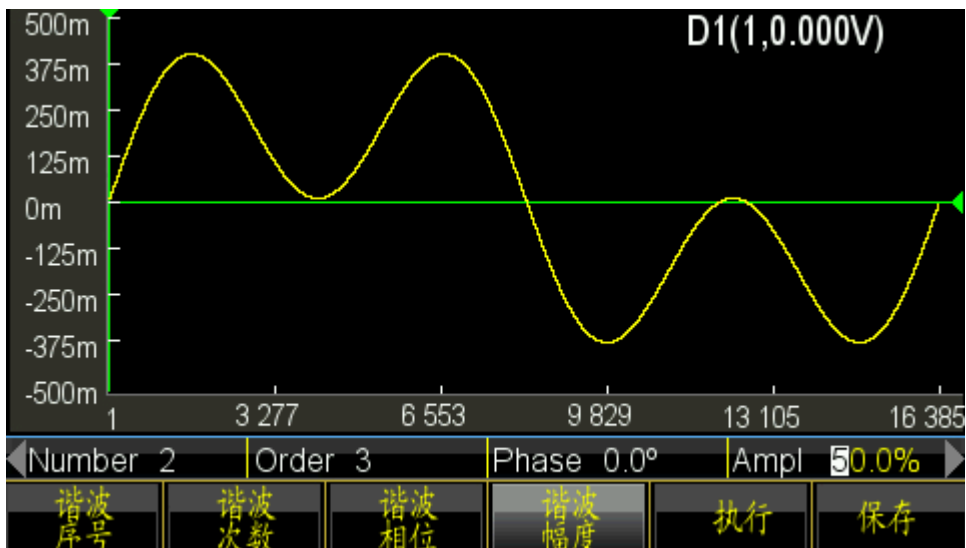 500m
D1(1,0.000V)
375m
250m
125m
0m
-125m
-250m
-375m
-500m
1 3 277 6 553 9 829 13 105 16 385
Number 2 Order 3 Phase 0.0º Ampl 50.0%
谐波序号 谐波次数 谐波相位 谐波幅度 执行 保存